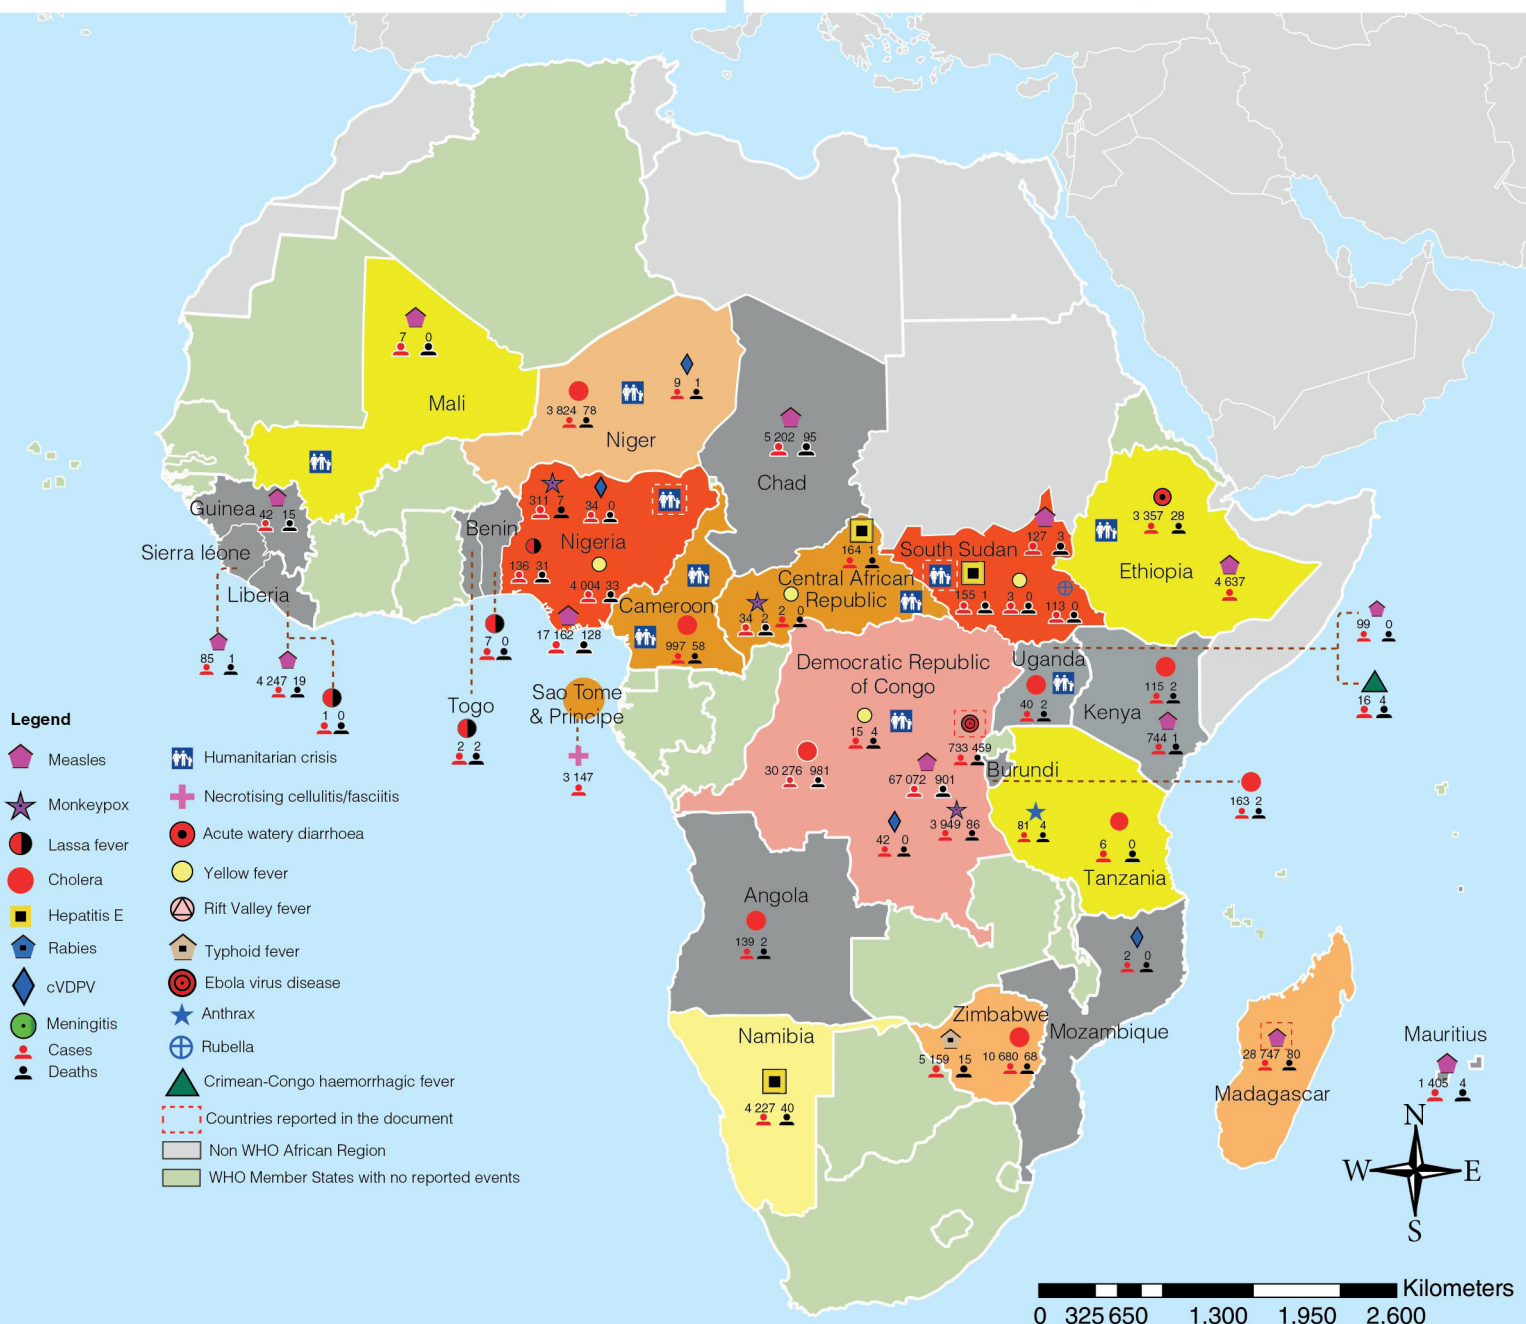 7 0
Mali
9 1
3 824 78
Niger
5 202 95
Chad
Guinea
42 15
Sierra léone
Liberia
Benin
311 7
34 0
Nigeria
136 31
4 004 33
17 162 128
Cameroon
997 58
164 1
Central African
Republic
34 2
2 0
South Sudan
127 3
155 1
3 0
113 0
3 357 28
Ethiopia
4 637
99 0
16 4
85 1
4 247 19
1 0
7 0
Togo
2 2
Sao Tome
& Principe
3 147
Democratic Republic
of Congo
15 4
733 459
30 276 981
67 072 901
42 0
3 949 86
Uganda
40 2
Kenya
115 2
744 1
Burundi
163 2
81 4
6 0
Tanzania
Angola
139 2
2 0
Mozambique
Zimbabwe
5 159 15
10 680 68
Namibia
4 227 40
28 747 80
Madagascar
Mauritius
1 405 4
Legend
Measles
Monkeypox
Lassa fever
Cholera
Hepatitis E
Rabies
cVDPV
Meningitis
Cases
Deaths
Humanitarian crisis
Necrotising cellulitis/fasciitis
Acute watery diarrhoea
Yellow fever
Rift Valley fever
Typhoid fever
Ebola virus disease
Anthrax
Rubella
Crimean-Congo haemorrhagic fever
Countries reported in the document
Non WHO African Region
WHO Member States with no reported events
N
W E
S
Kilometers
0 325 650 1.300 1.950 2.600